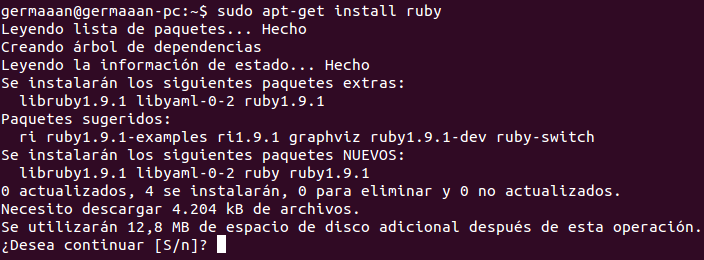 germaaan@germaaan-pc:~$ sudo apt-get install ruby
Leyendo lista de paquetes... Hecho
Creando árbol de dependencias
Leyendo la información de estado... Hecho
Se instalarán los siguientes paquetes extras:
  libruby1.9.1 libyaml-0-2 ruby1.9.1
Paquetes sugeridos:
  ri ruby1.9.1-examples ri1.9.1 graphviz ruby1.9.1-dev ruby-switch
Se instalarán los siguientes paquetes NUEVOS:
  libruby1.9.1 libyaml-0-2 ruby ruby1.9.1
0 actualizados, 4 se instalarán, 0 para eliminar y 0 no actualizados.
Necesito descargar 4.204 kB de archivos.
Se utilizarán 12,8 MB de espacio de disco adicional después de esta operación.
¿Desea continuar [S/n]?